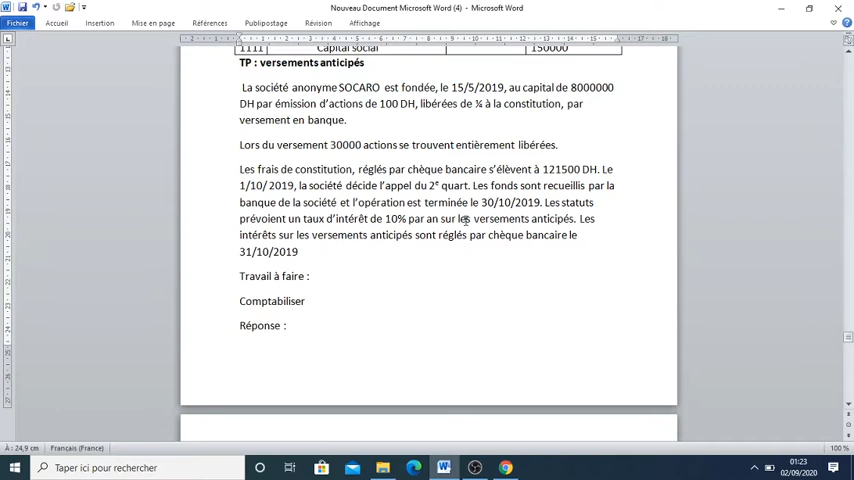 Nouveau Document Microsoft Word (4) - Microsoft Word
Fichier Accueil Insertion Mise en page Références Publipostage Révision Affichage
1111 Capital social 150000
TP : versements anticipés
La société anonyme SOCARO est fondée, le 15/5/2019, au capital de 8000000
DH par émission d’actions de 100 DH, libérées de ¼ à la constitution, par
versement en banque.
Lors du versement 30000 actions se trouvent entièrement libérées.
Les frais de constitution, réglés par chèque bancaire s’élèvent à 121500 DH. Le
1/10/ 2019, la société décide l’appel du 2e quart. Les fonds sont recueillis par la
banque de la société et l’opération est terminée le 30/10/2019. Les statuts
prévoient un taux d’intérêt de 10% par an sur les versements anticipés. Les
intérêts sur les versements anticipés sont réglés par chèque bancaire le
31/10/2019
Travail à faire :
Comptabiliser
Réponse :
À : 24,9 cm Français (France) 100 %
Taper ici pour rechercher
01:23
02/09/2020